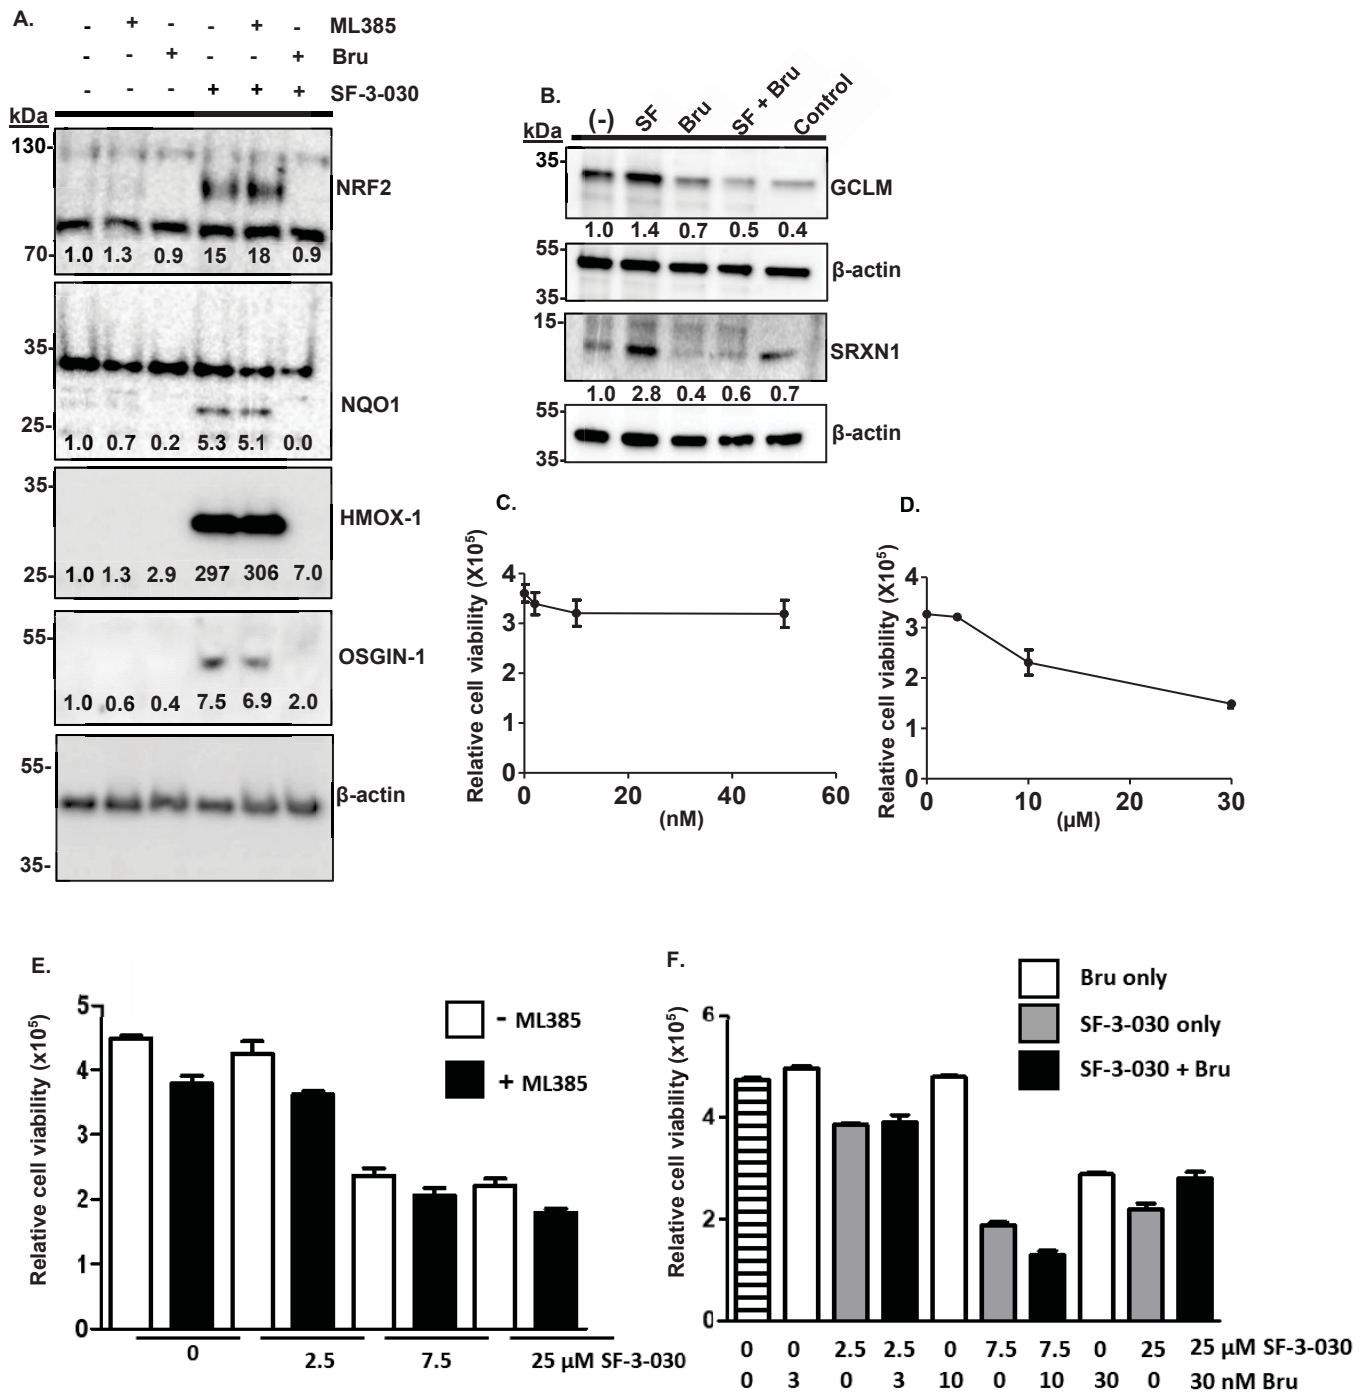 A.
- + - - + - ML385
- - + - - + Bru
- - - + + + SF-3-030
kDa
130-
NRF2
70-
1.0 1.3 0.9 15 18 0.9
35-
NQO1
25-
1.0 0.7 0.2 5.3 5.1 0.0
35-
HMOX-1
25-
1.0 1.3 2.9 297 306 7.0
55-
OSGIN-1
1.0 0.6 0.4 7.5 6.9 2.0
55-
β-actin
35-
B.
(-) SF Bru SF + Bru Control
kDa
35-
GCLM
1.0 1.4 0.7 0.5 0.4
55-
β-actin
35-
15-
SRXN1
1.0 2.8 0.4 0.6 0.7
55-
β-actin
35-
C.
Relative cell viability (X10⁵)
4
3
2
1
0
0 20 40 60
(nM)
D.
Relative cell viability (X10⁵)
4
3
2
1
0
0 10 20 30
(µM)
E.
Relative cell viability (x10⁵)
5
4
3
2
1
0
- ML385
+ ML385
0 2.5 7.5 25 µM SF-3-030
F.
Relative cell viability (x10⁵)
6
4
2
0
Bru only
SF-3-030 only
SF-3-030 + Bru
0 0 2.5 2.5 0 7.5 7.5 0 25 25 µM SF-3-030
0 3 0 3 10 0 10 30 0 30 nM Bru